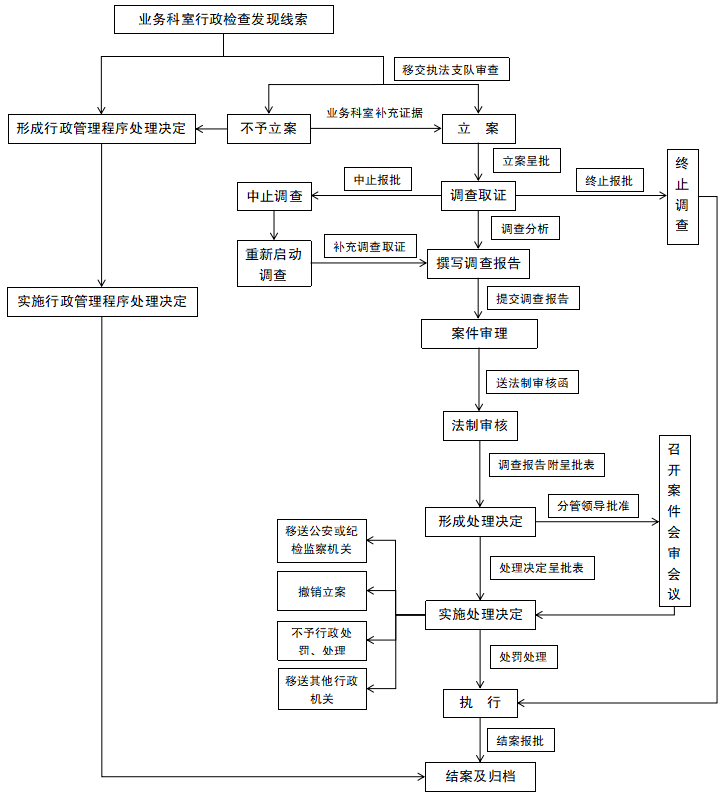 业务科室行政检查发现线索
移交执法支队审查
形成行政管理程序处理决定
不予立案
业务科室补充证据
立 案
立案呈批
终止调查
中止调查
中止报批
调查取证
终止报批
调查分析
重新启动
调查
补充调查取证
撰写调查报告
提交调查报告
实施行政管理程序处理决定
案件审理
送法制审核函
法制审核
调查报告附呈批表
召开案件会审会议
分管领导批准
形成处理决定
移送公安或纪
检监察机关
处理决定呈批表
撤销立案
实施处理决定
不予行政处
罚、处理
处罚处理
移送其他行政
机关
执 行
结案报批
结案及归档